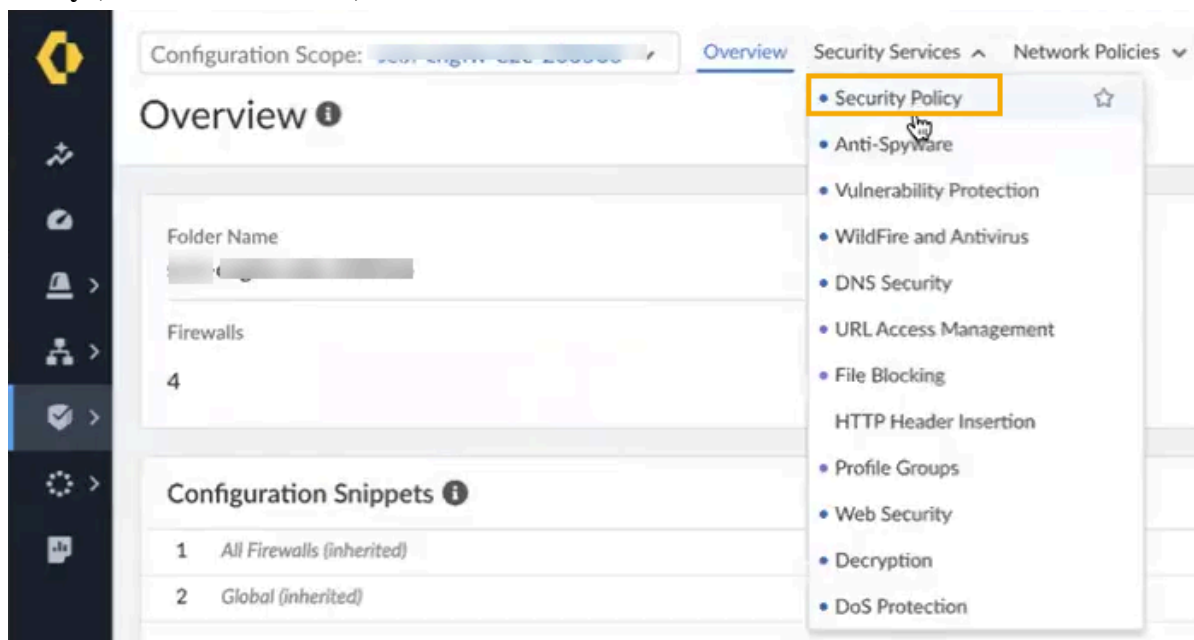 Configuration Scope:
Overview
Security Services
Network Policies
Overview
Security Policy
Anti-Spyware
Vulnerability Protection
WildFire and Antivirus
DNS Security
URL Access Management
File Blocking
HTTP Header Insertion
Profile Groups
Web Security
Decryption
DoS Protection
Folder Name
Firewalls
4
Configuration Snippets
1 All Firewalls (inherited)
2 Global (inherited)